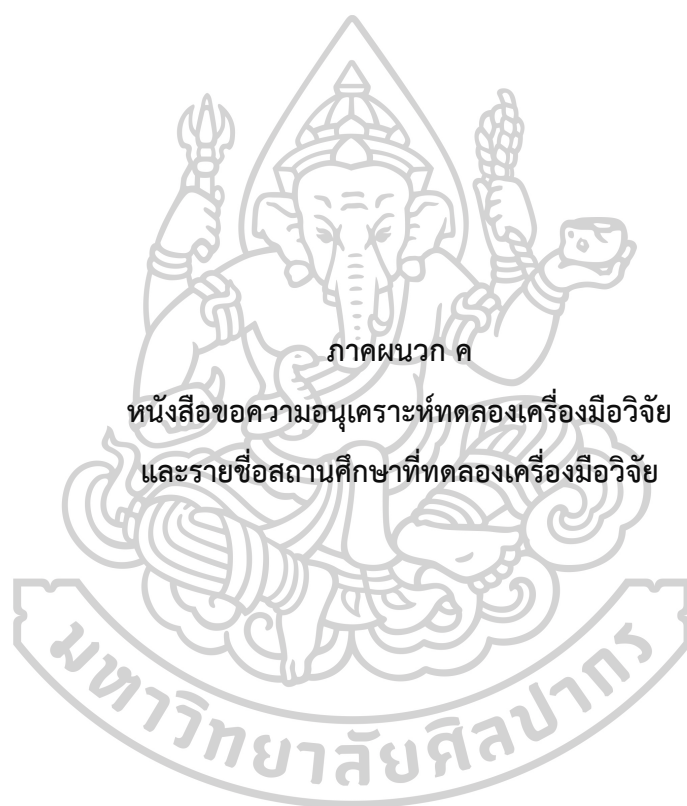 ภาคผนวก ค
หนังสือขอความอนุเคราะห์ทดลองเครื่องมือวิจัย
และรายชื่อสถานศึกษาที่ทดลองเครื่องมือวิจัย
มหาวิทยาลัยศิลปากร